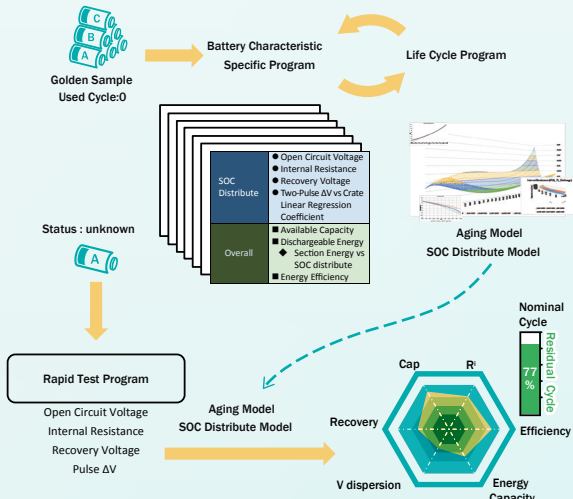 C
B
A
Golden Sample
Used Cycle:0
Battery Characteristic
Specific Program
Life Cycle Program
SOC
Distribute
● Open Circuit Voltage
● Internal Resistance
● Recovery Voltage
● Two-Pulse ΔV vs Crate
Linear Regression
Coefficient
Overall
■ Available Capacity
■ Dischargeable Energy
◆ Section Energy vs
SOC distribute
■ Energy Efficiency
Aging Model
SOC Distribute Model
Status : unknown
A
Rapid Test Program
Open Circuit Voltage
Internal Resistance
Recovery Voltage
Pulse ΔV
Aging Model
SOC Distribute Model
Nominal
Cycle
77
%
Residual Cycle
Cap
Recovery
V dispersion
Efficiency
Energy
Capacity